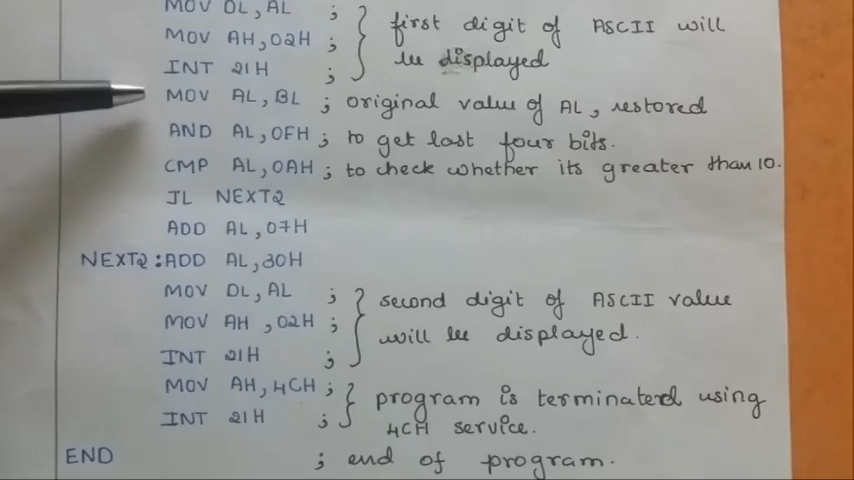 MOV DL, AL ; } first digit of ASCII will
MOV AH, 02H ; be displayed
INT 21H ;
MOV AL, BL ; original value of AL, restored
AND AL, 0FH ; to get last four bits.
CMP AL, 0AH ; to check whether its greater than 10.
JL NEXT2
ADD AL, 07H
NEXT2: ADD AL, 30H
MOV DL, AL ; } second digit of ASCII value
MOV AH, 02H ; will be displayed.
INT 21H ;
MOV AH, 4CH ; } program is terminated using
INT 21H ; 4CH service.
END ; end of program.